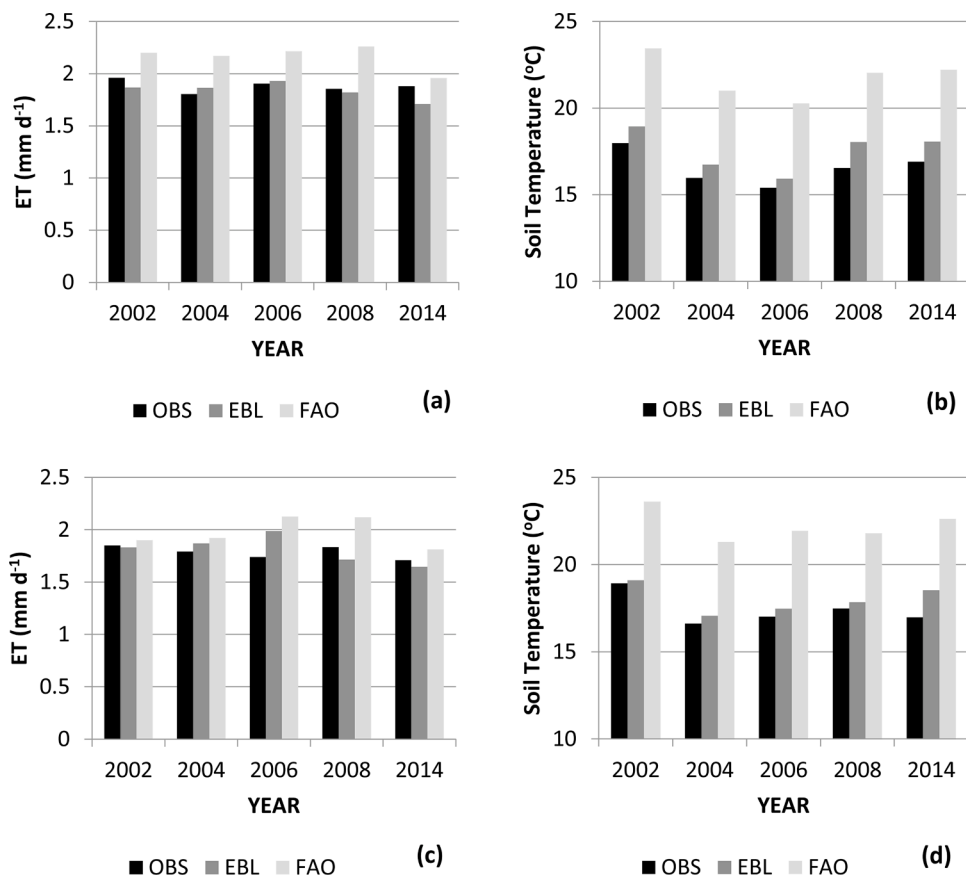 2.5
2
1.5
1
0.5
0
ET (mm d⁻¹)
2002 2004 2006 2008 2014
YEAR
OBS EBL FAO
(a)
25
20
15
10
Soil Temperature (°C)
2002 2004 2006 2008 2014
YEAR
OBS EBL FAO
(b)
2.5
2
1.5
1
0.5
0
ET (mm d⁻¹)
2002 2004 2006 2008 2014
YEAR
OBS EBL FAO
(c)
25
20
15
10
Soil Temperature (°C)
2002 2004 2006 2008 2014
YEAR
OBS EBL FAO
(d)